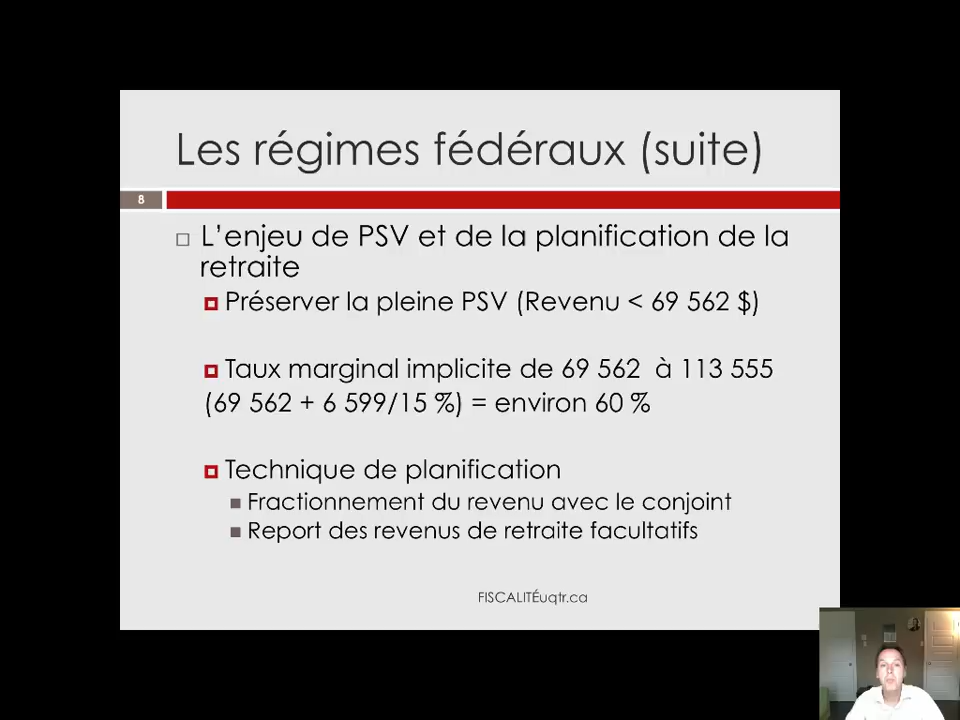 Les régimes fédéraux (suite)
8
L'enjeu de PSV et de la planification de la
retraite
Préserver la pleine PSV (Revenu < 69 562 $)
Taux marginal implicite de 69 562 à 113 555
(69 562 + 6 599/15 %) = environ 60 %
Technique de planification
Fractionnement du revenu avec le conjoint
Report des revenus de retraite facultatifs
FISCALITÉuqtr.ca